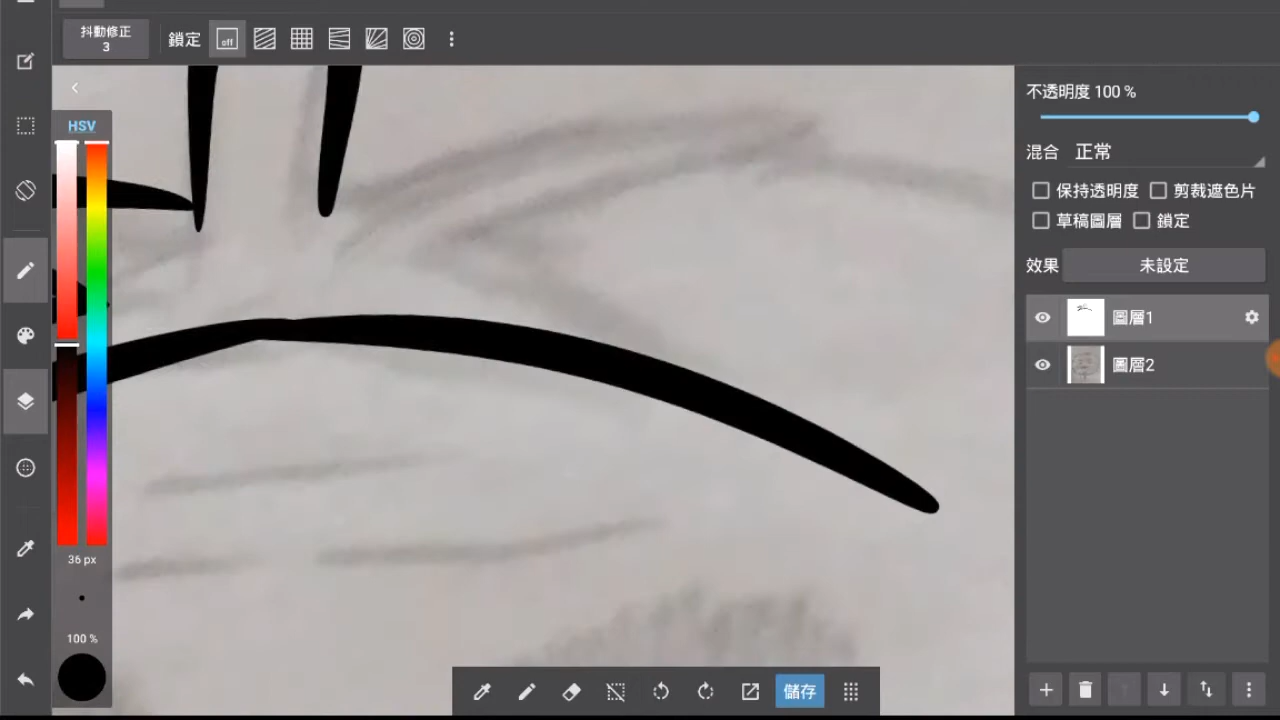 抖動修正
3
鎖定
off
HSV
36 px
100 %
不透明度 100 %
混合 正常
保持透明度 剪裁遮色片
草稿圖層 鎖定
效果 未設定
圖層1
圖層2
儲存